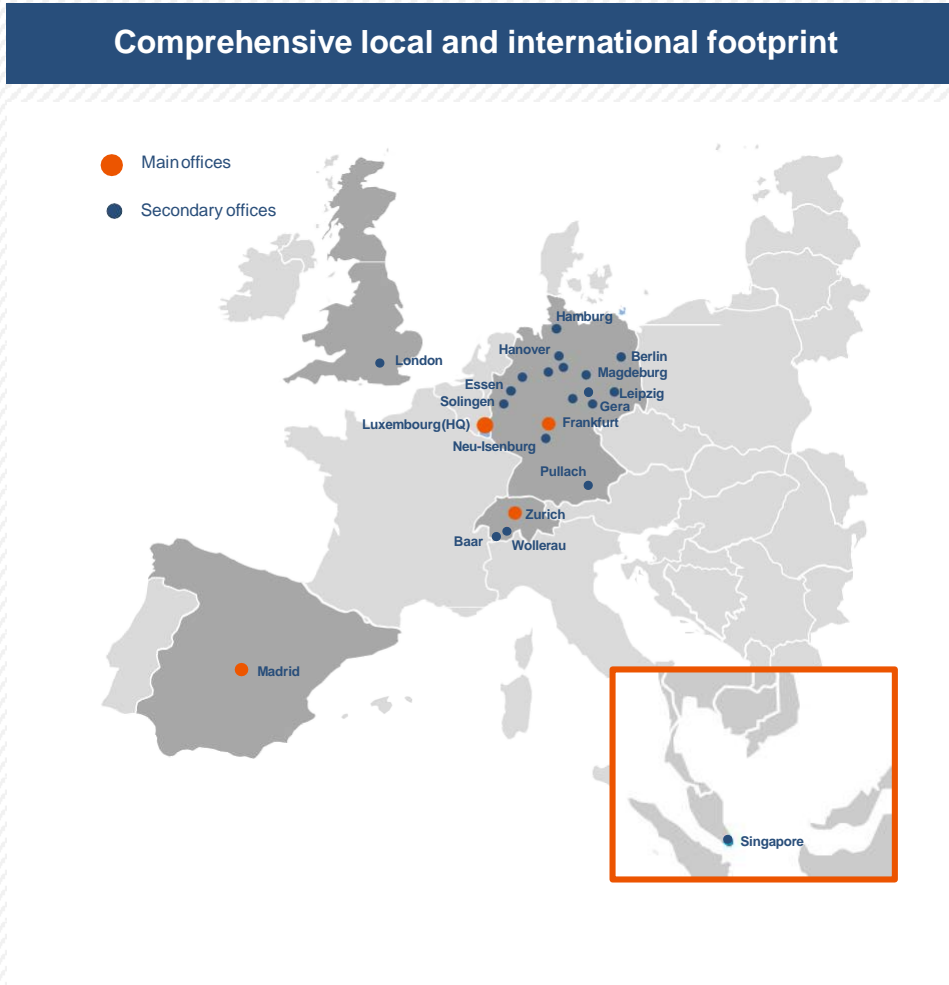 Comprehensive local and international footprint
Main offices
Secondary offices
Hamburg
Hanover
Berlin
London
Magdeburg
Essen
Leipzig
Solingen
Gera
Luxembourg(HQ)
Frankfurt
Neu-Isenburg
Pullach
Zurich
Baar
Wollerau
Madrid
Singapore